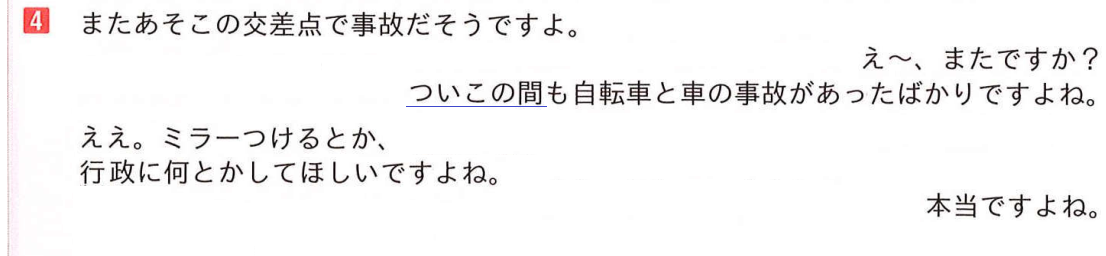 4 またあそこの交差点で事故だそうですよ。
え～、またですか？
ついこの間も自転車と車の事故があったばかりですよね。
ええ。ミラーつけるとか、
行政に何とかしてほしいですよね。
本当ですよね。